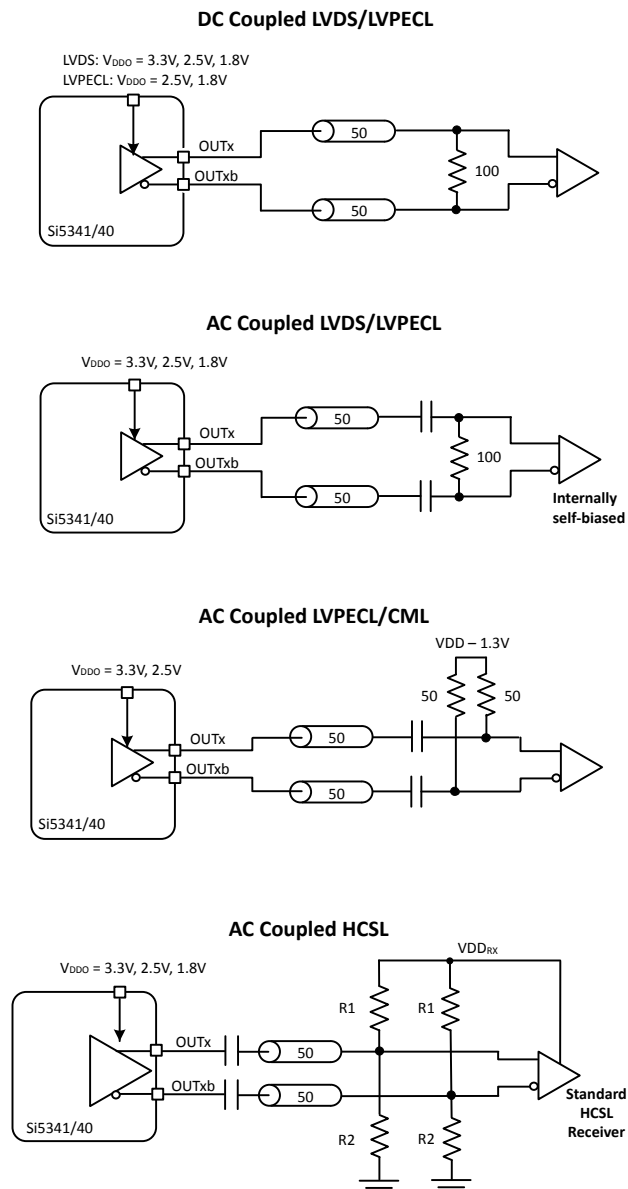 DC Coupled LVDS/LVPECL
LVDS: VDDO = 3.3V, 2.5V, 1.8V
LVPECL: VDDO = 2.5V, 1.8V
OUTx
OUTxb
50
50
100
Si5341/40
AC Coupled LVDS/LVPECL
VDDO = 3.3V, 2.5V, 1.8V
OUTx
OUTxb
50
50
100
Si5341/40
Internally
self-biased
AC Coupled LVPECL/CML
VDD – 1.3V
VDDO = 3.3V, 2.5V
50
50
OUTx
OUTxb
50
50
Si5341/40
AC Coupled HCSL
VDDRX
VDDO = 3.3V, 2.5V, 1.8V
R1
R1
OUTx
OUTxb
50
50
Standard
HCSL
Receiver
Si5341/40
R2
R2